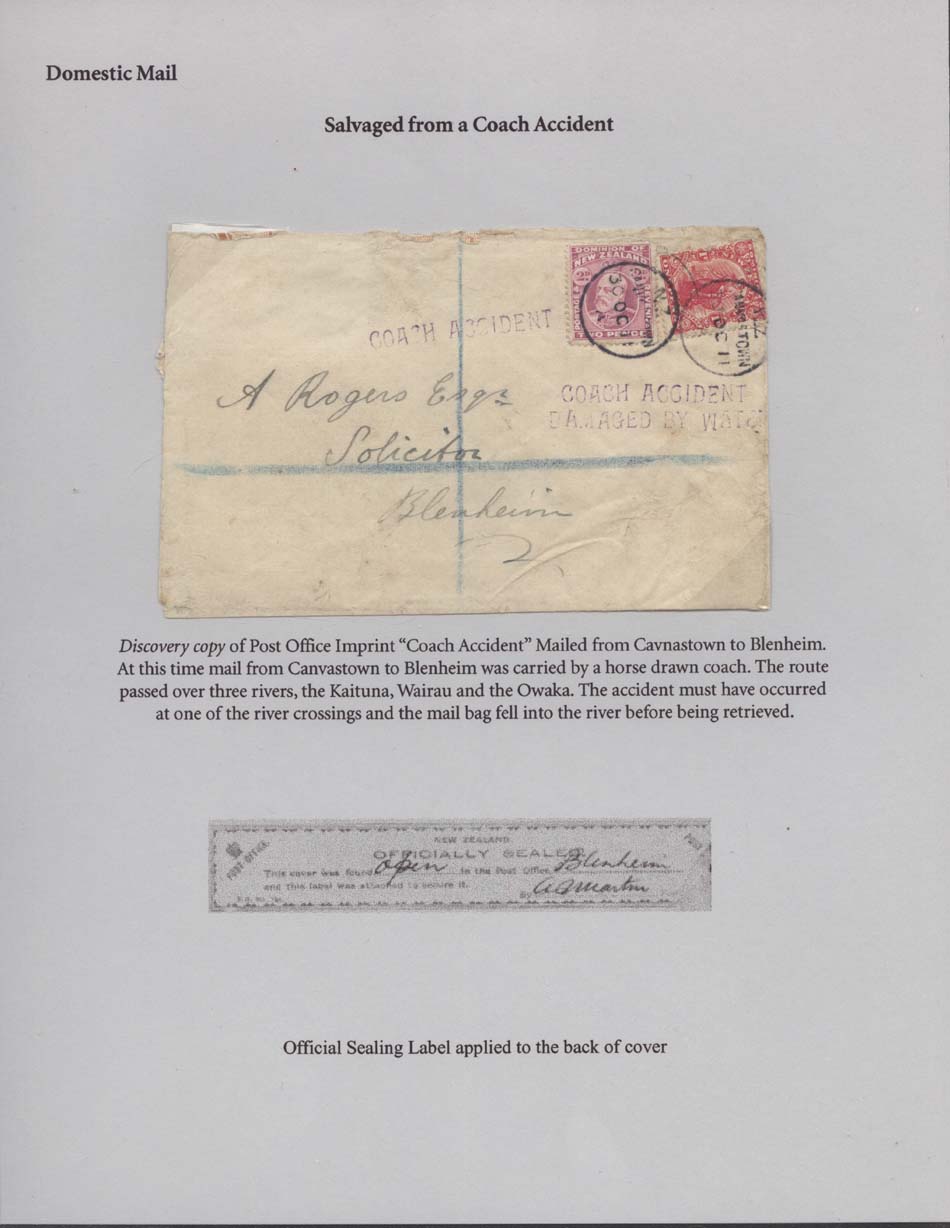 Domestic Mail
Salvaged from a Coach Accident
DOMINION OF
NEW ZEALAND
POSTAGE
TWO PENCE
N.Z
30 OC 11
N.Z
OC 11
COACH ACCIDENT
COACH ACCIDENT
DAMAGED BY
A Rogers Esqr
Solicitor
Blenheim
Discovery copy of Post Office Imprint “Coach Accident” Mailed from Cavnastown to Blenheim.
At this time mail from Canvastown to Blenheim was carried by a horse drawn coach. The route
passed over three rivers, the Kaituna, Wairau and the Owaka. The accident must have occurred
at one of the river crossings and the mail bag fell into the river before being retrieved.
NEW ZEALAND
OFFICIALLY SEALED
POST OFFICE
This cover was found open in the Post Office Blenheim
and this label was attached to secure it.
By A G Martin
Official Sealing Label applied to the back of cover